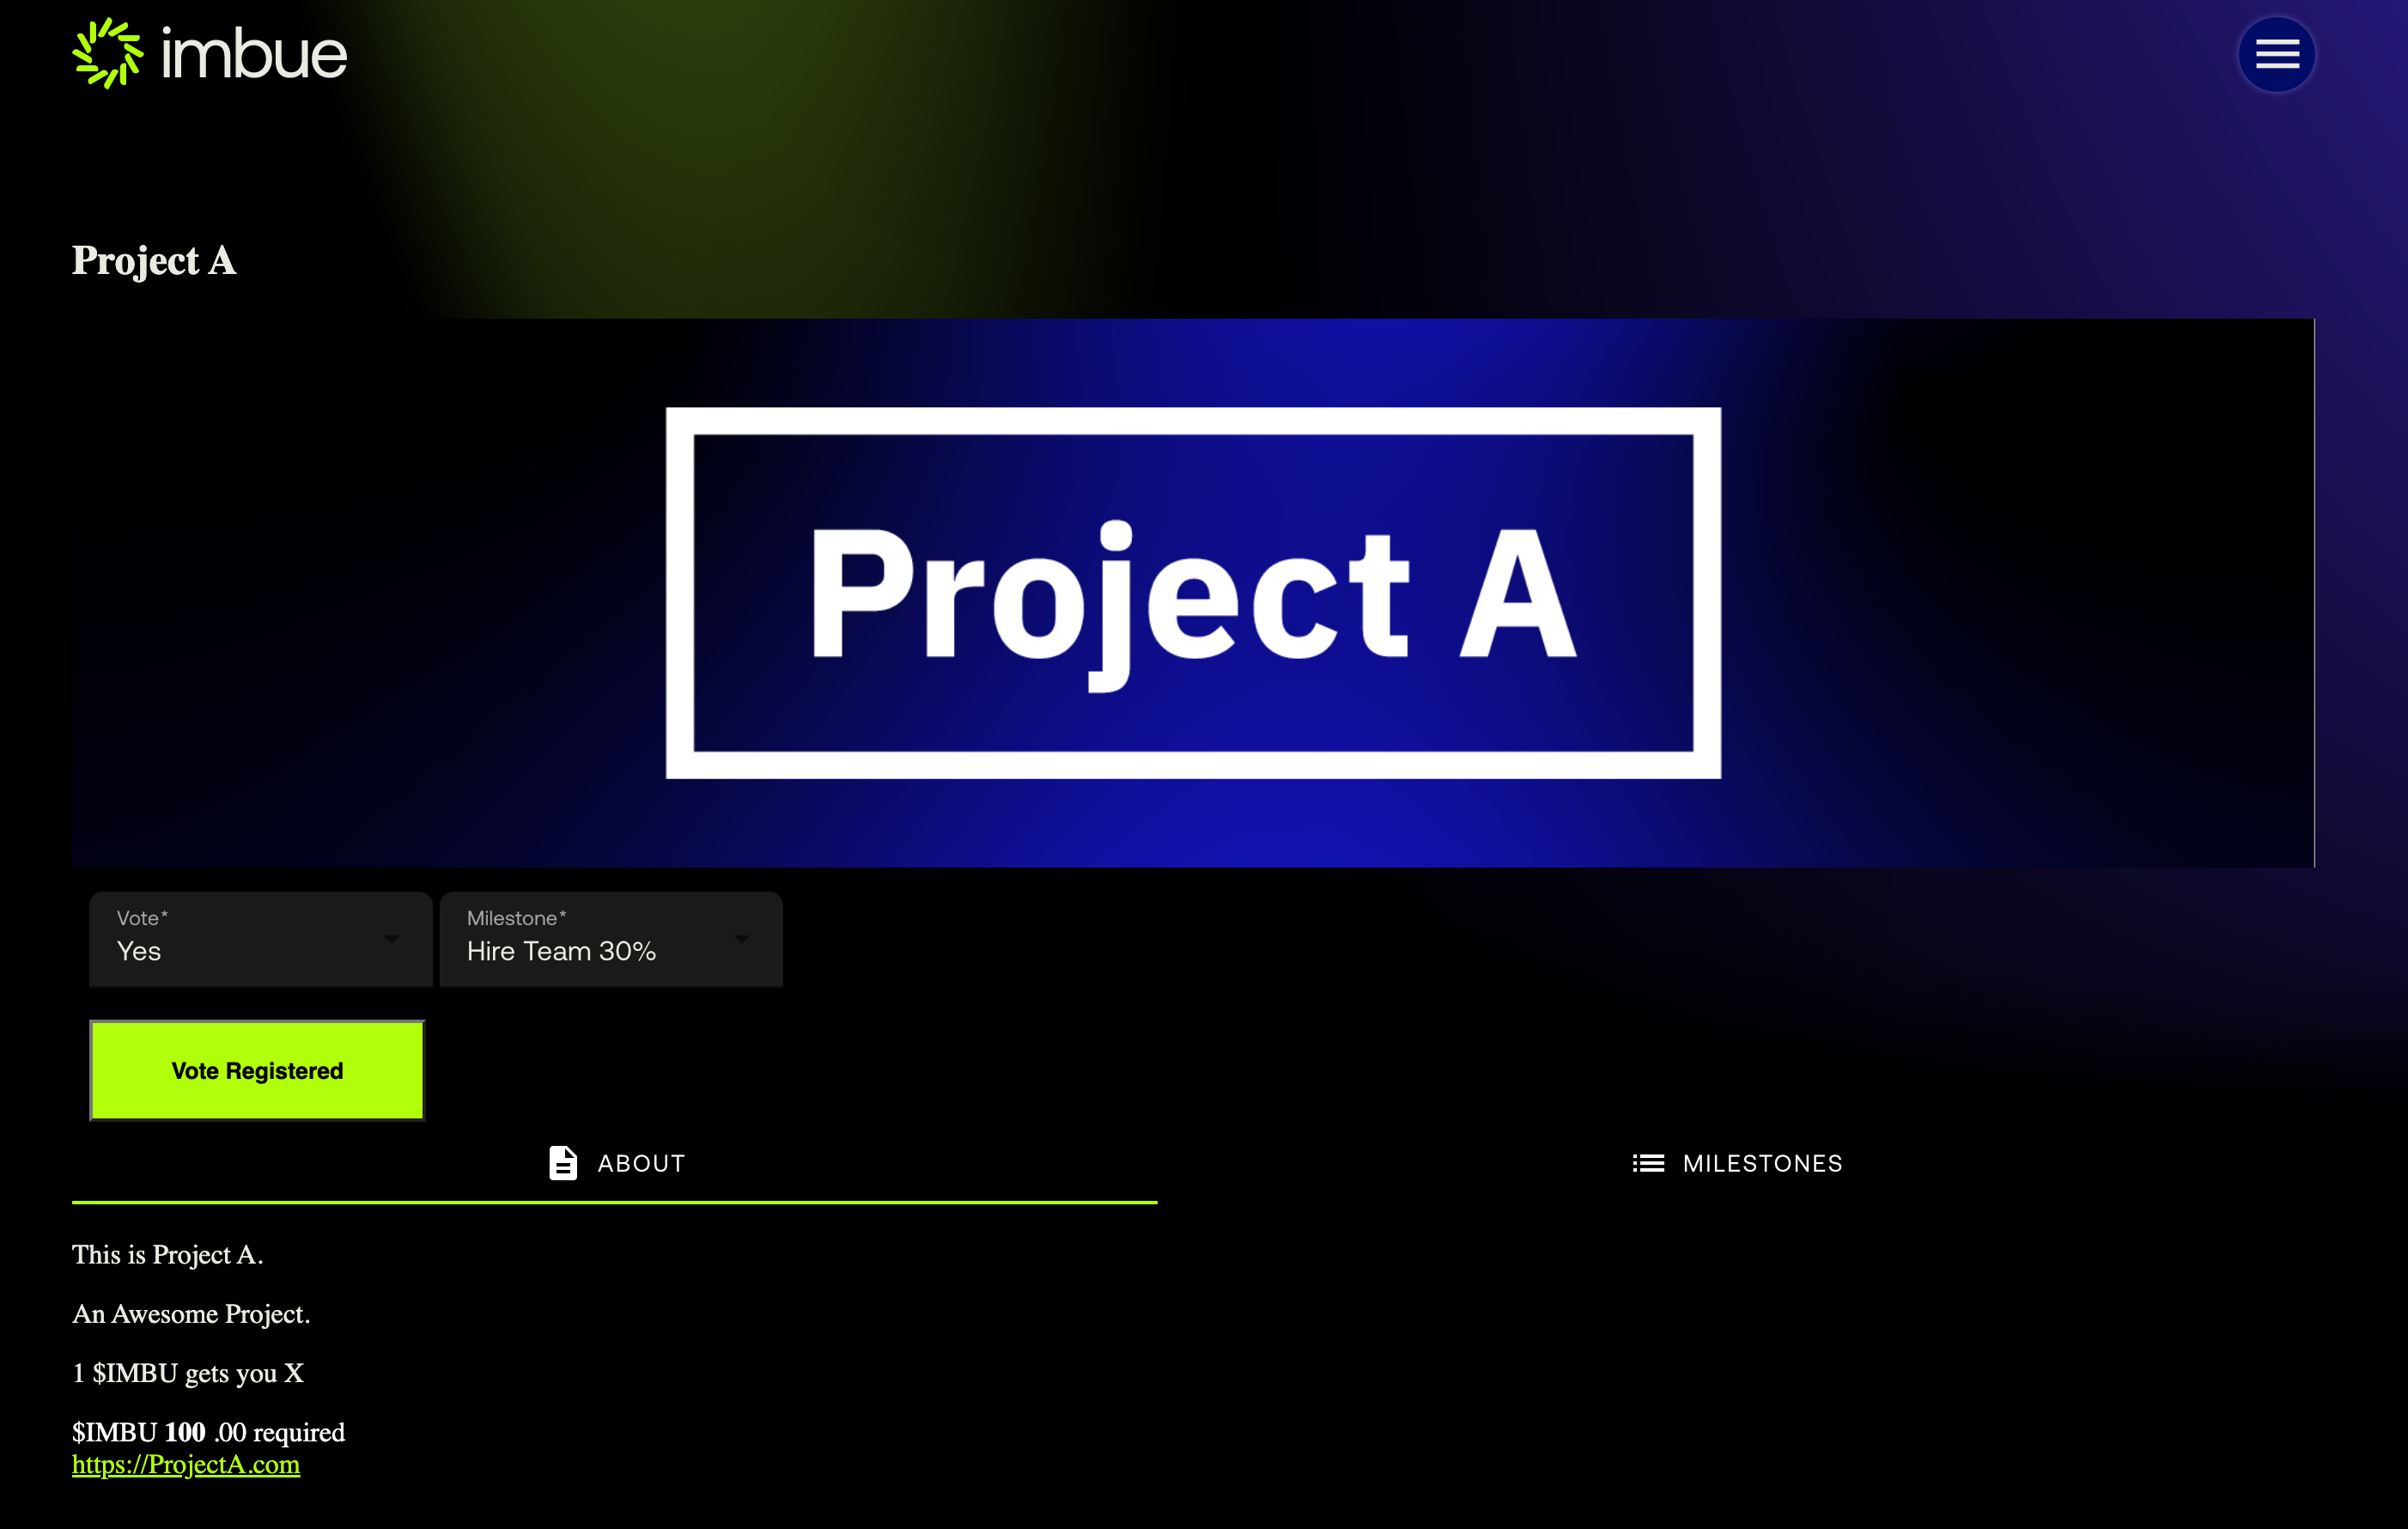 imbue
Project A
Project A
Vote* Milestone*
Yes Hire Team 30%
Vote Registered
ABOUT MILESTONES
This is Project A.
An Awesome Project.
1 $IMBU gets you X
$IMBU 100 .00 required
https://ProjectA.com